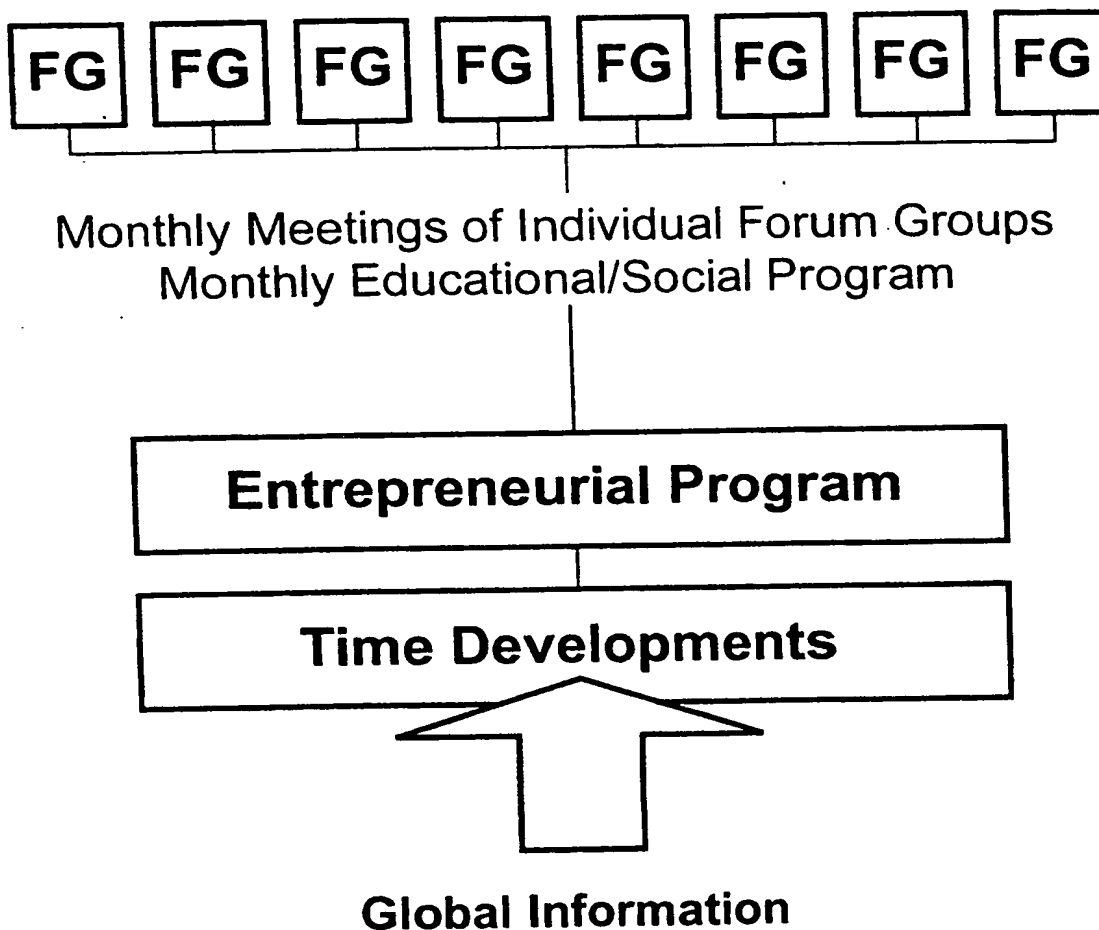 FG FG FG FG FG FG FG FG
Monthly Meetings of Individual Forum Groups
Monthly Educational/Social Program
Entrepreneurial Program
Time Developments
Global Information